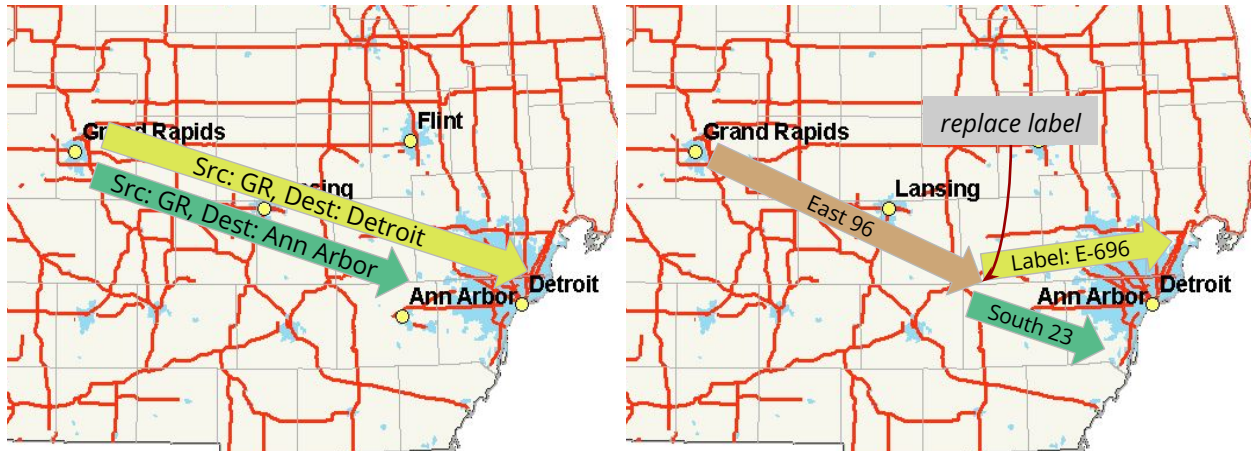 Flint
Grand Rapids
Src: GR, Dest: Detroit
sing
Src: GR, Dest: Ann Arbor
Detroit
Ann Arbor
replace label
Grand Rapids
Lansing
East 96
Label: E-696
Detroit
Ann Arbor
South 23